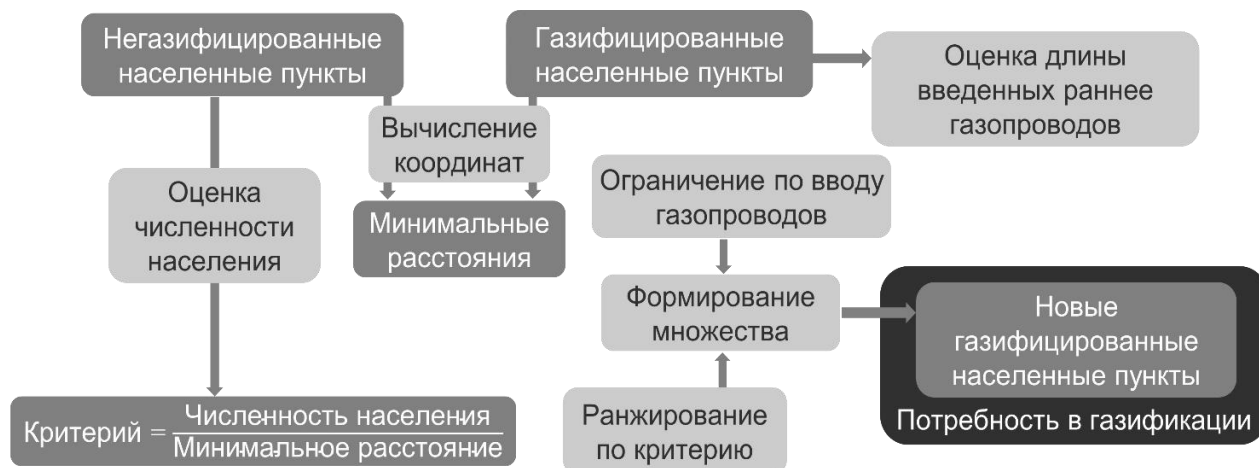 Негазифицированные
населенные пункты
Газифицированные
населенные пункты
Оценка длины
введенных раннее
газопроводов
Вычисление
координат
Оценка
численности
населения
Минимальные
расстояния
Ограничение по вводу
газопроводов
Формирование
множества
Новые
газифицированные
населенные пункты
Потребность в газификации
Критерий = Численность населения
Минимальное расстояние
Ранжирование
по критерию